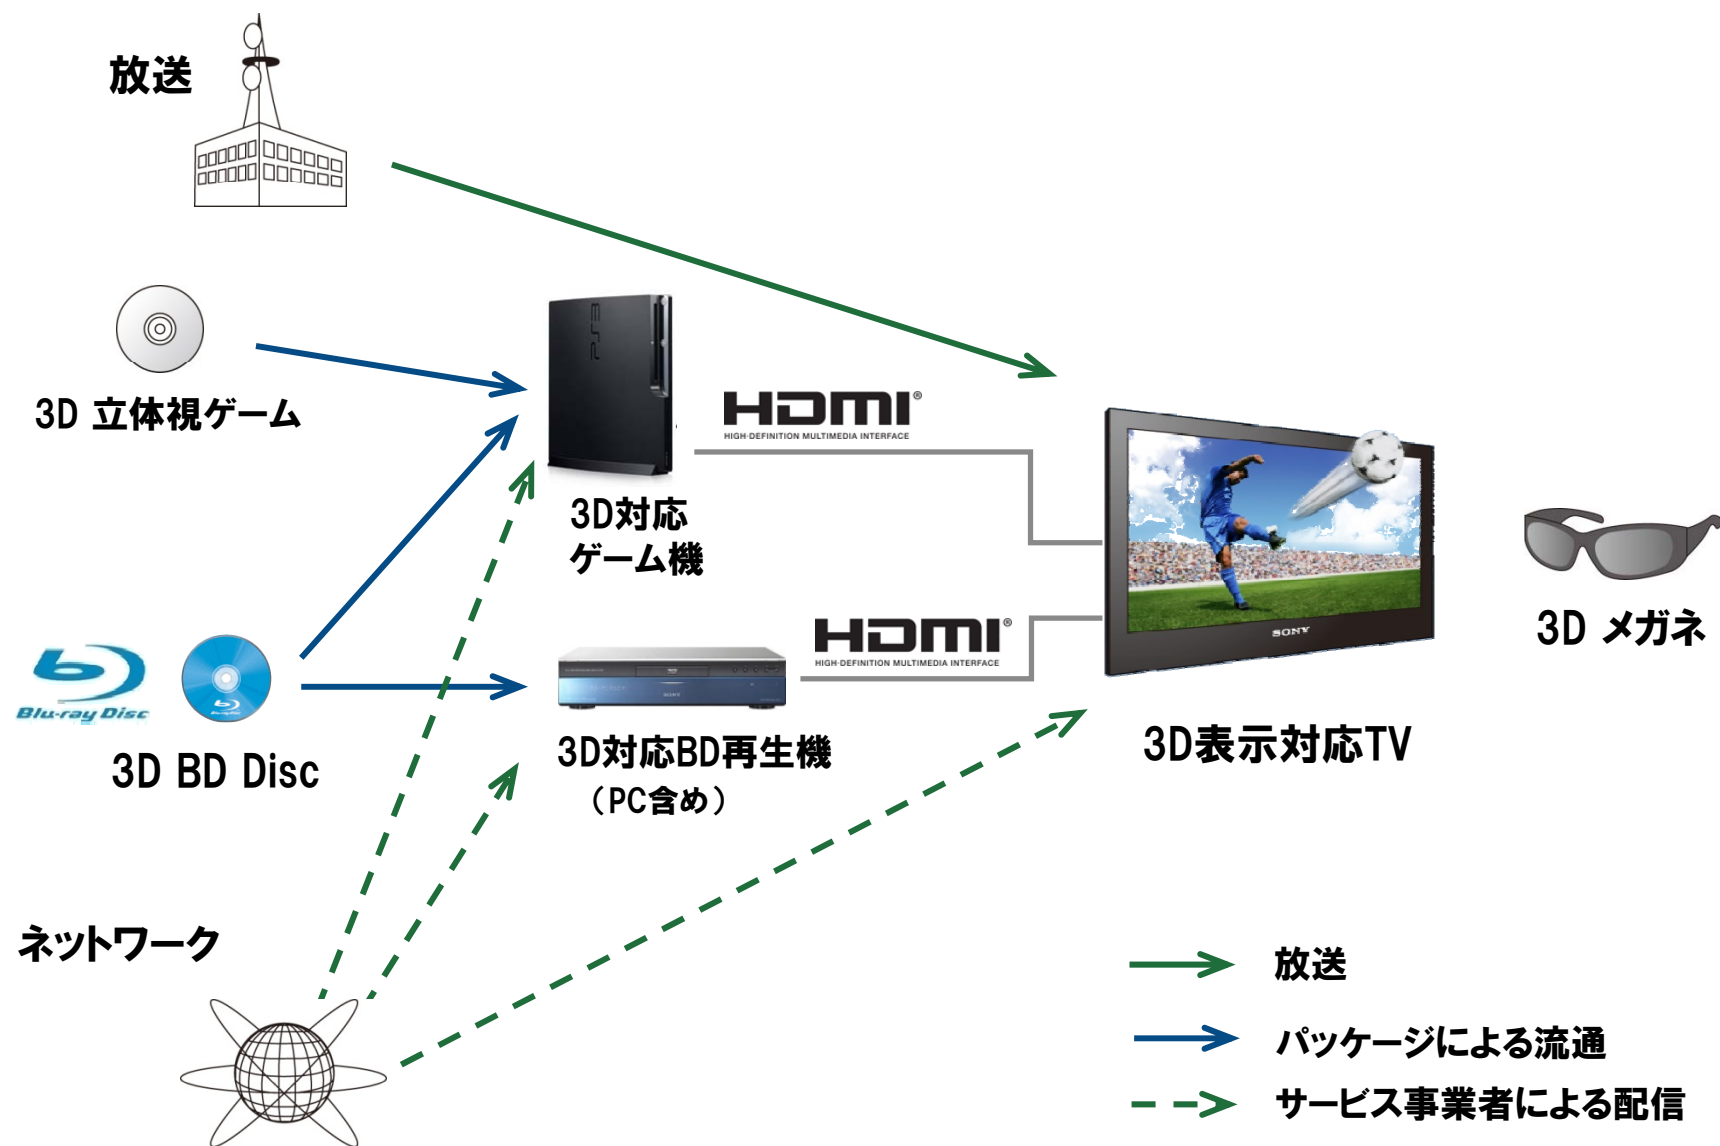 放送
3D 立体視ゲーム
PS3
HDMI®
HIGH-DEFINITION MULTIMEDIA INTERFACE
3D対応
ゲーム機
SONY
3D メガネ
HDMI®
HIGH-DEFINITION MULTIMEDIA INTERFACE
Blu-ray Disc
3D BD Disc
3D対応BD再生機
（PC含め）
3D表示対応TV
ネットワーク
放送
パッケージによる流通
サービス事業者による配信